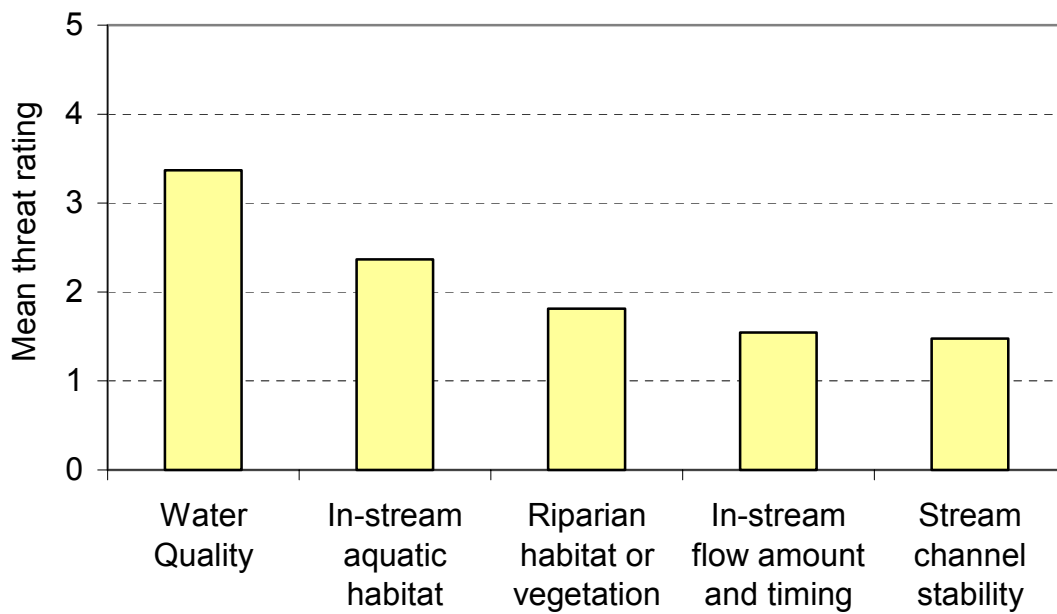 5
4
3
2
1
0
Mean threat rating
Water
Quality
In-stream
aquatic
habitat
Riparian
habitat or
vegetation
In-stream
flow amount
and timing
Stream
channel
stability